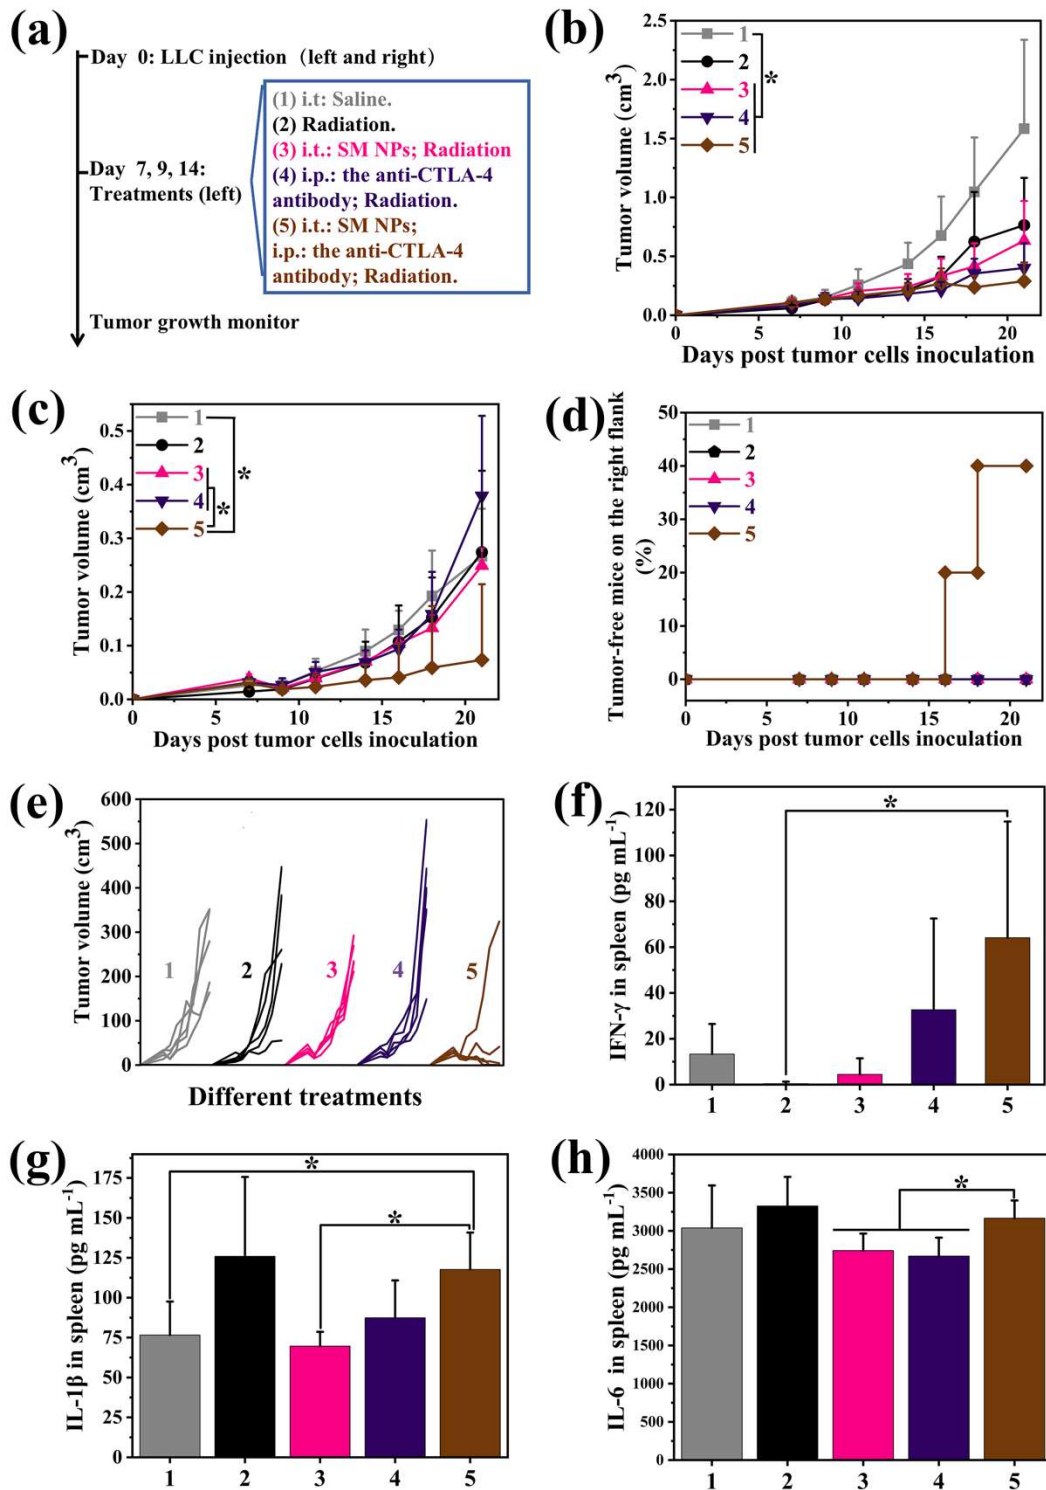 (a)
Day 0: LLC injection (left and right)
Day 7, 9, 14:
Treatments (left)
(1) i.t: Saline.
(2) Radiation.
(3) i.t.: SM NPs; Radiation
(4) i.p.: the anti-CTLA-4
antibody; Radiation.
(5) i.t.: SM NPs;
i.p.: the anti-CTLA-4
antibody; Radiation.
Tumor growth monitor
(b)
Tumor volume (cm³)
2.5
2.0
1.5
1.0
0.5
0.0
1
2
3
4
5
*
0 5 10 15 20
Days post tumor cells inoculation
(c)
Tumor volume (cm³)
0.5
0.4
0.3
0.2
0.1
0.0
1
2
3
4
5
*
*
0 5 10 15 20
Days post tumor cells inoculation
(d)
Tumor-free mice on the right flank
(%)
50
40
30
20
10
0
1
2
3
4
5
0 5 10 15 20
Days post tumor cells inoculation
(e)
Tumor volume (cm³)
600
500
400
300
200
100
0
1 2 3 4 5
Different treatments
(f)
IFN-γ in spleen (pg mL⁻¹)
120
100
80
60
40
20
0
*
1 2 3 4 5
(g)
IL-1β in spleen (pg mL⁻¹)
175
150
125
100
75
50
25
0
*
*
1 2 3 4 5
(h)
IL-6 in spleen (pg mL⁻¹)
4000
3500
3000
2500
2000
1500
1000
500
0
*
1 2 3 4 5